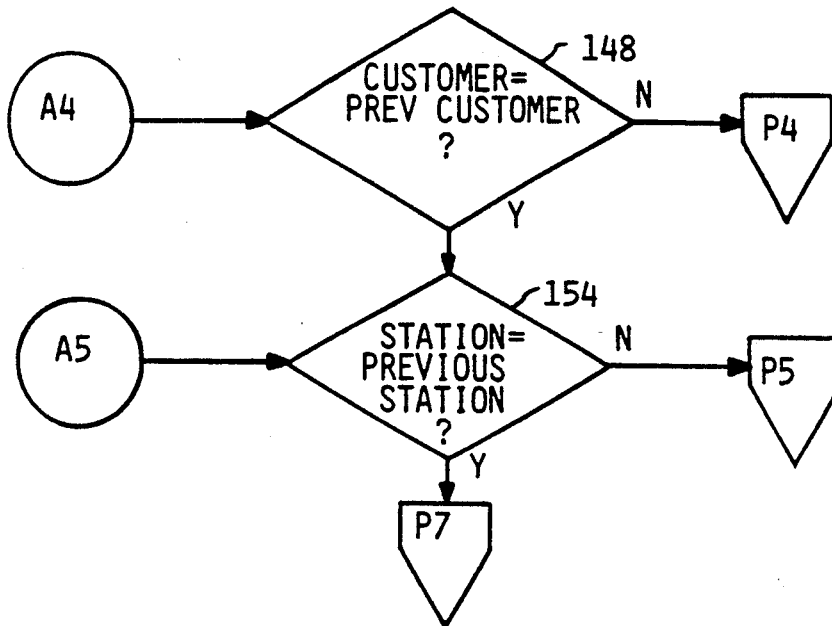 148
A4
CUSTOMER=
PREV CUSTOMER
?
N
P4
Y
154
A5
STATION=
PREVIOUS
STATION
?
N
P5
Y
P7